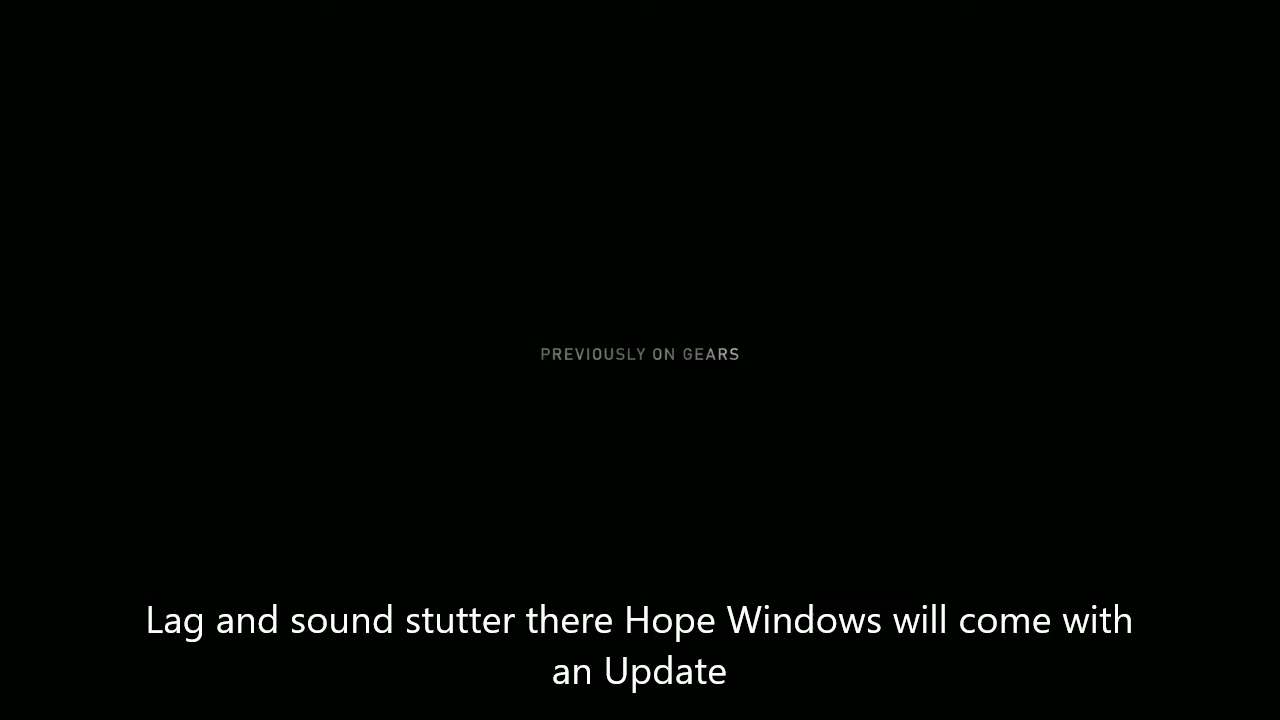 PREVIOUSLY ON GEARS
Lag and sound stutter there Hope Windows will come with
an Update